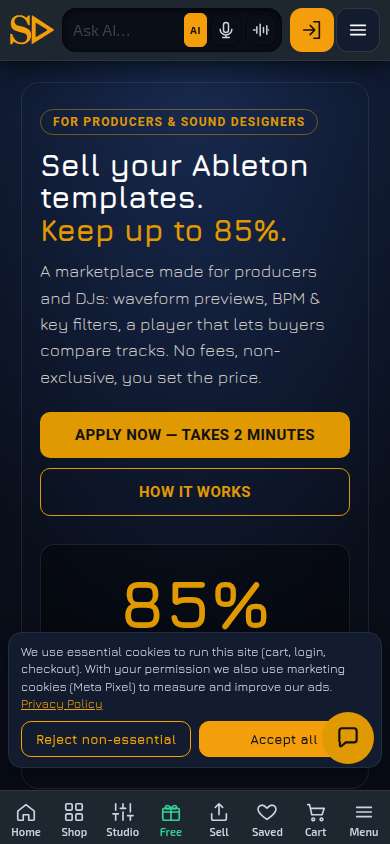 SD
Ask AI...
AI
FOR PRODUCERS & SOUND DESIGNERS
Sell your Ableton
templates.
Keep up to 85%.
A marketplace made for producers
and DJs: waveform previews, BPM &
key filters, a player that lets buyers
compare tracks. No fees, non-
exclusive, you set the price.
APPLY NOW — TAKES 2 MINUTES
HOW IT WORKS
85%
We use essential cookies to run this site (cart, login,
checkout). With your permission we also use marketing
cookies (Meta Pixel) to measure and improve our ads.
Privacy Policy
Reject non-essential
Accept all
Home
Shop
Studio
Free
Sell
Saved
Cart
Menu